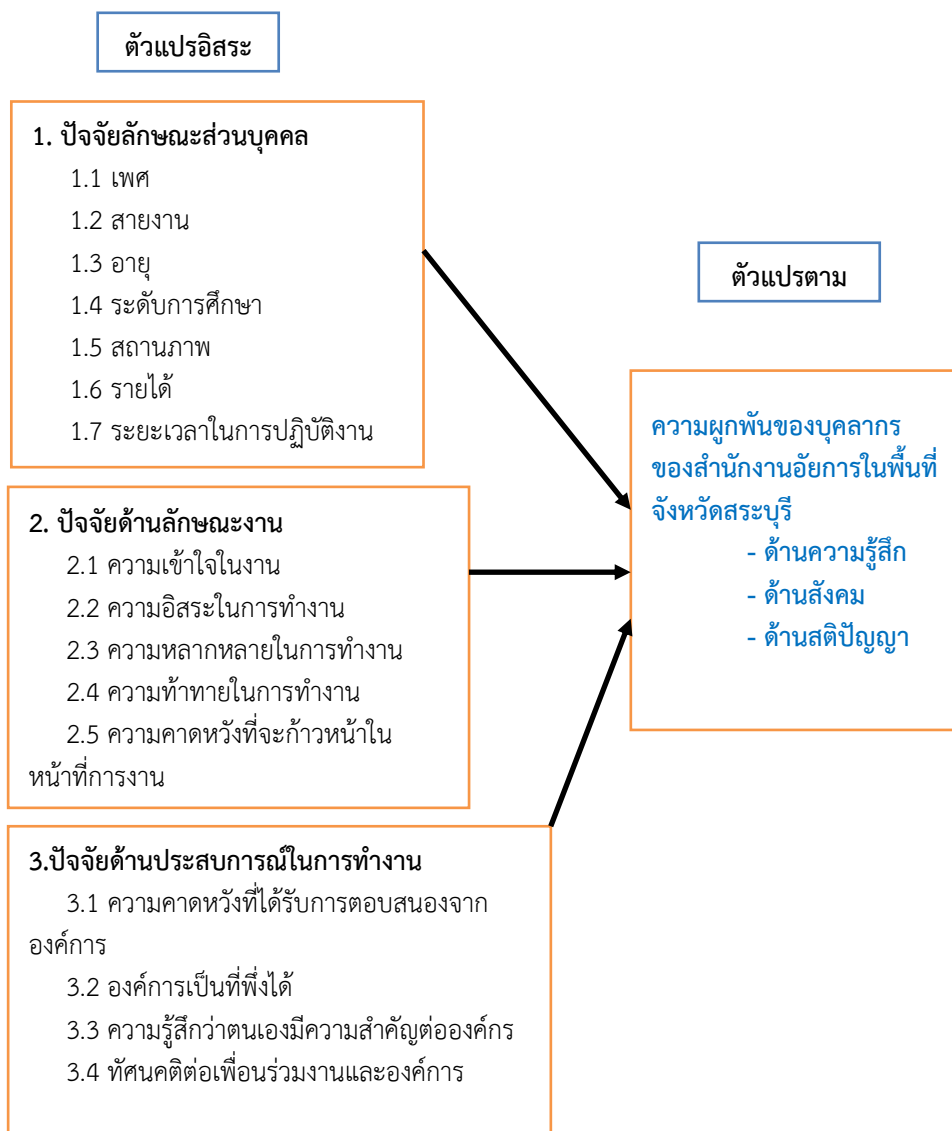 ตัวแปรอิสระ
1. ปัจจัยลักษณะส่วนบุคคล
1.1 เพศ
1.2 สายงาน
1.3 อายุ
1.4 ระดับการศึกษา
1.5 สถานภาพ
1.6 รายได้
1.7 ระยะเวลาในการปฏิบัติงาน
2. ปัจจัยด้านลักษณะงาน
2.1 ความเข้าใจในงาน
2.2 ความอิสระในการทำงาน
2.3 ความหลากหลายในการทำงาน
2.4 ความท้าทายในการทำงาน
2.5 ความคาดหวังที่จะก้าวหน้าใน
หน้าที่การงาน
3.ปัจจัยด้านประสบการณ์ในการทำงาน
3.1 ความคาดหวังที่ได้รับการตอบสนองจาก
องค์การ
3.2 องค์การเป็นที่พึ่งได้
3.3 ความรู้สึกว่าตนเองมีความสำคัญต่อองค์กร
3.4 ทัศนคติต่อเพื่อนร่วมงานและองค์การ
ตัวแปรตาม
ความผูกพันของบุคลากร
ของสำนักงานอัยการในพื้นที่
จังหวัดสระบุรี
- ด้านความรู้สึก
- ด้านสังคม
- ด้านสติปัญญา